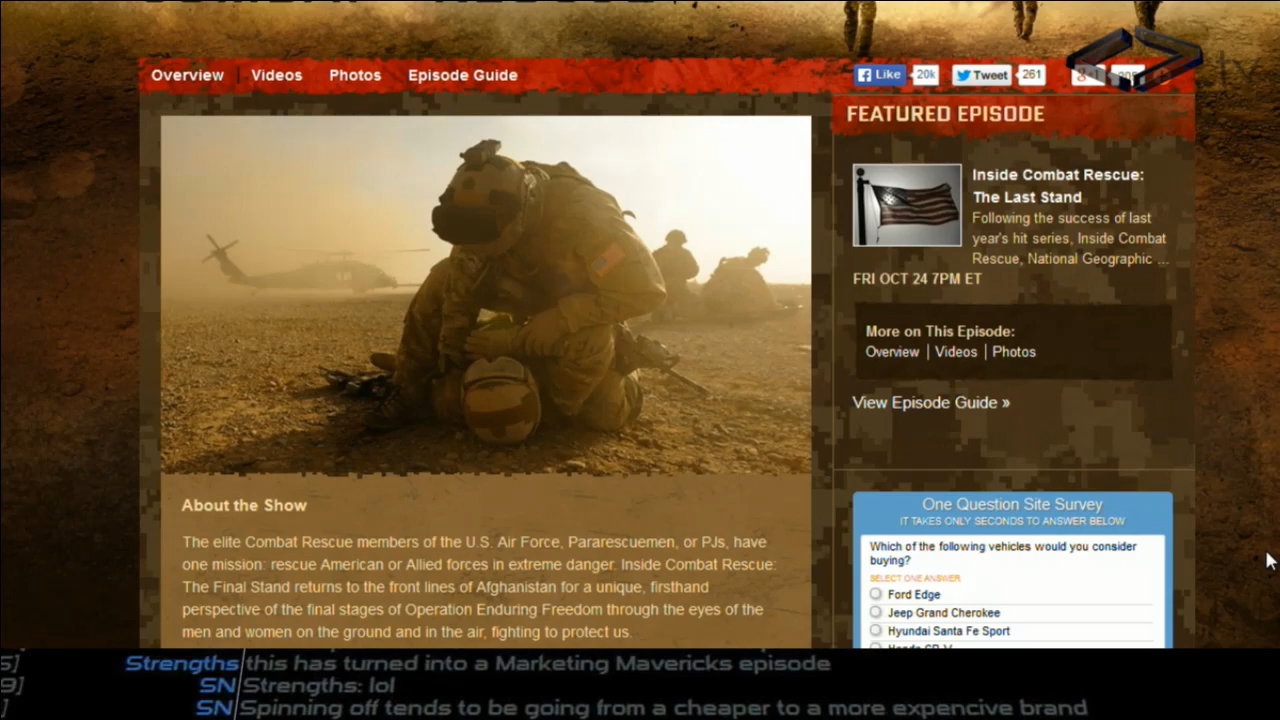 Overview Videos Photos Episode Guide
Like 20k Tweet 261
FEATURED EPISODE
Inside Combat Rescue:
The Last Stand
Following the success of last
year's hit series, Inside Combat
Rescue, National Geographic ...
FRI OCT 24 7PM ET
More on This Episode:
Overview | Videos | Photos
View Episode Guide »
About the Show
The elite Combat Rescue members of the U.S. Air Force, Pararescuemen, or PJs, have
one mission: rescue American or Allied forces in extreme danger. Inside Combat Rescue:
The Final Stand returns to the front lines of Afghanistan for a unique, firsthand
perspective of the final stages of Operation Enduring Freedom through the eyes of the
men and women on the ground and in the air, fighting to protect us.
One Question Site Survey
IT TAKES ONLY SECONDS TO ANSWER BELOW
Which of the following vehicles would you consider
buying?
SELECT ONE ANSWER
Ford Edge
Jeep Grand Cherokee
Hyundai Santa Fe Sport
5] Strengths this has turned into a Marketing Mavericks episode
9] SN Strengths: lol
] SN Spinning off tends to be going from a cheaper to a more expencive brand